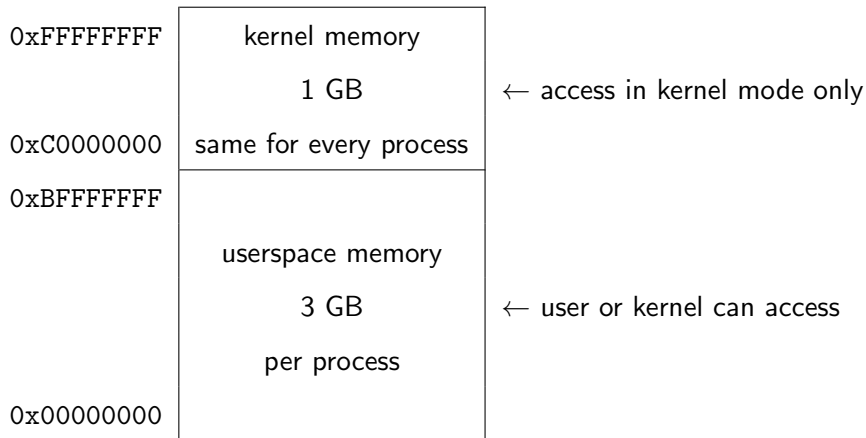 0xFFFFFFFF kernel memory
1 GB ← access in kernel mode only
0xC0000000 same for every process
0xBFFFFFFF
userspace memory
3 GB ← user or kernel can access
per process
0x00000000